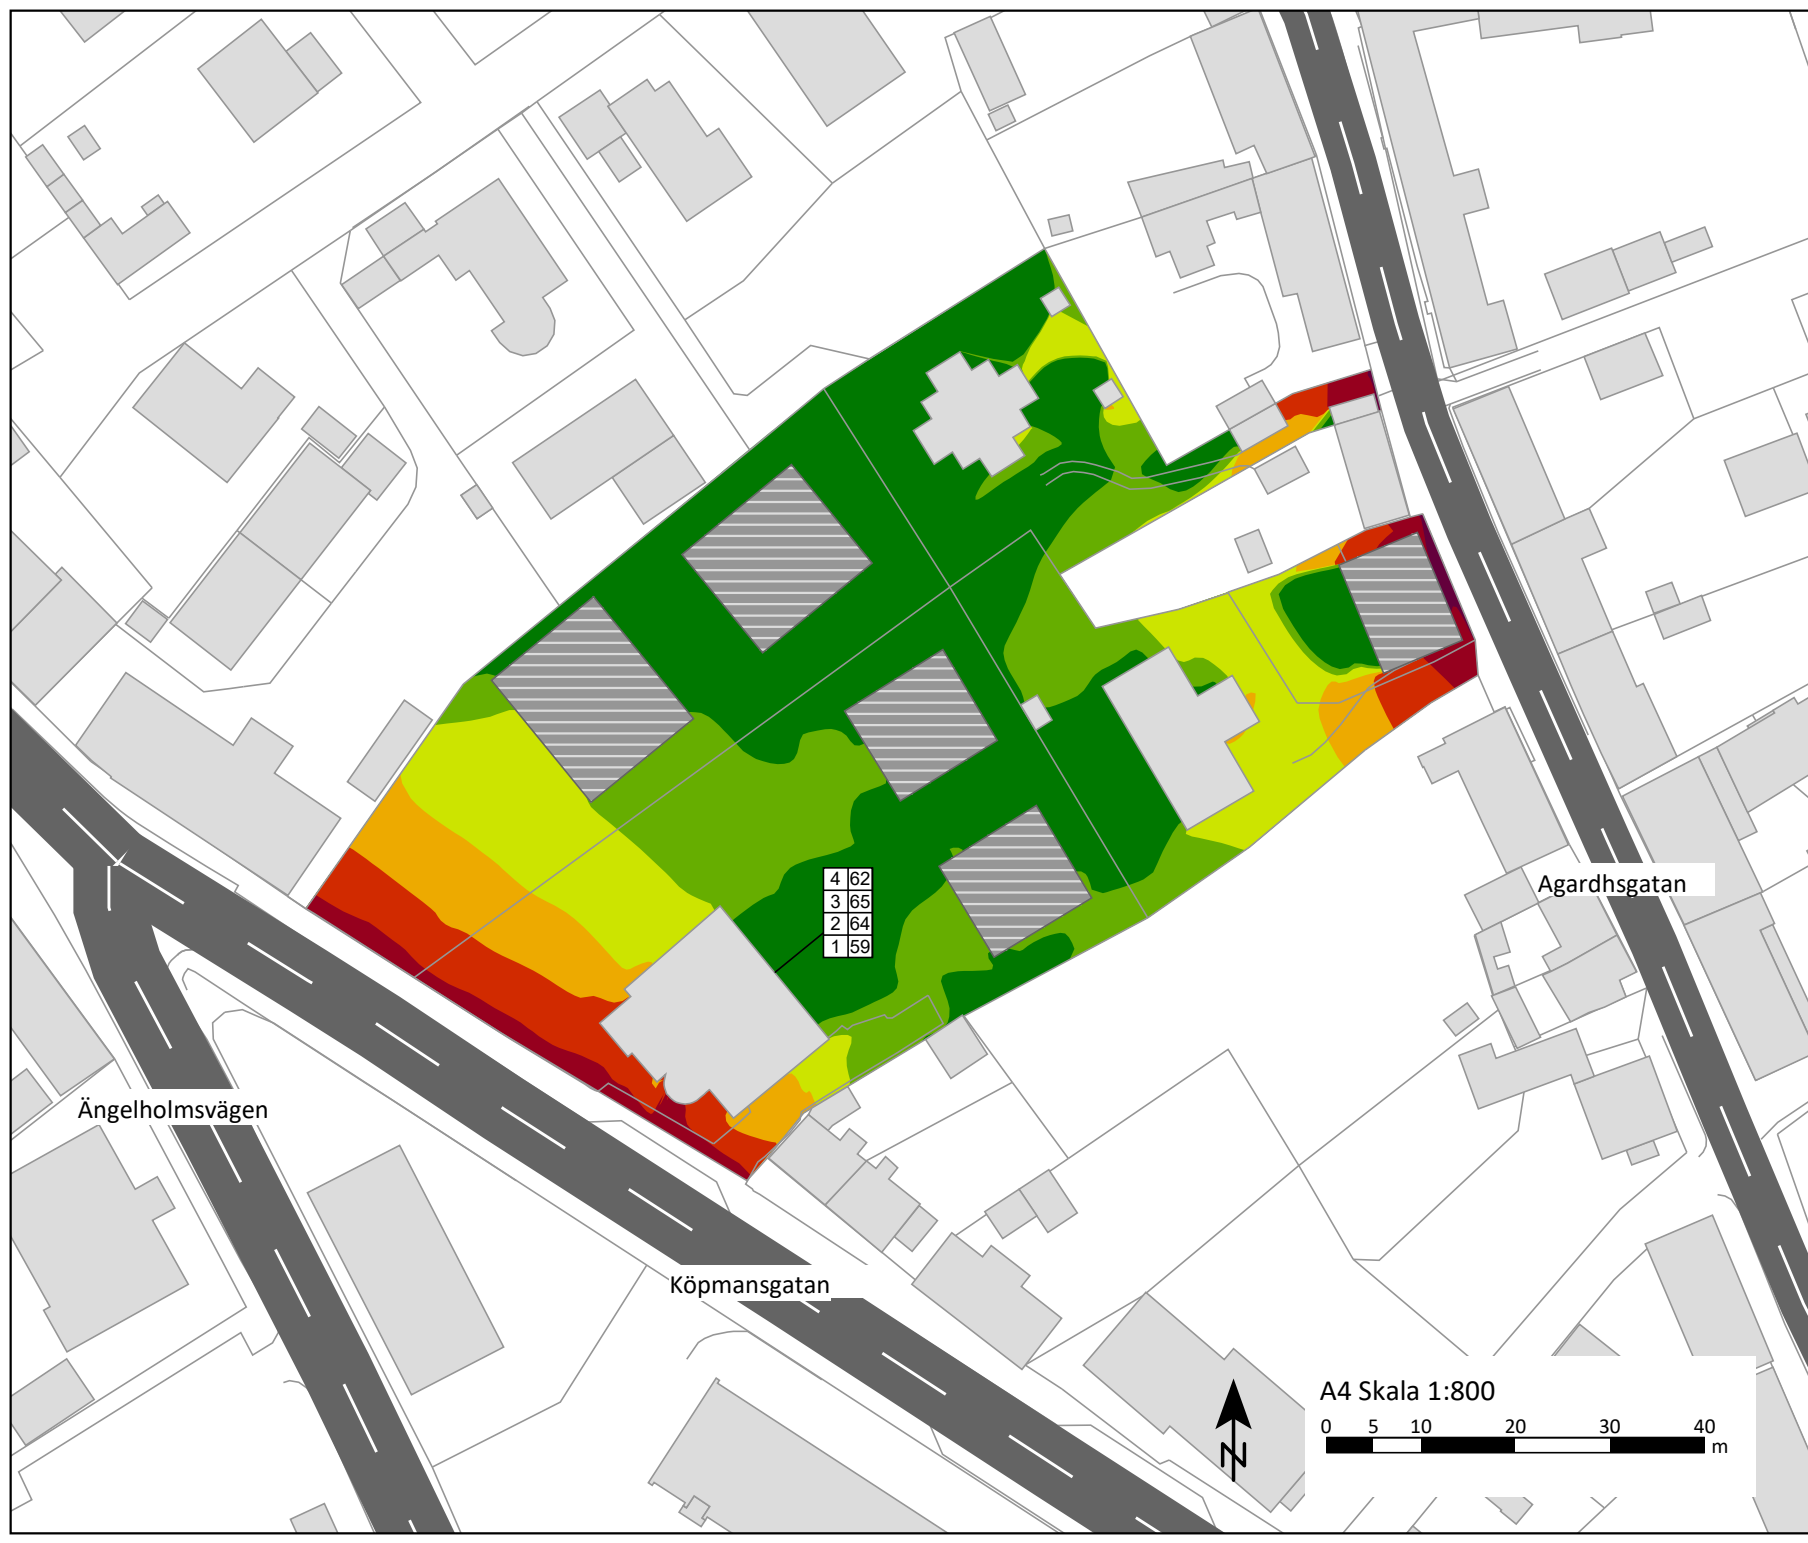 4 62
3 65
2 64
1 59
Agardhsgatan
Ängelholmsvägen
Köpmansgatan
A4 Skala 1:800
0 5 10 20 30 40
m
N